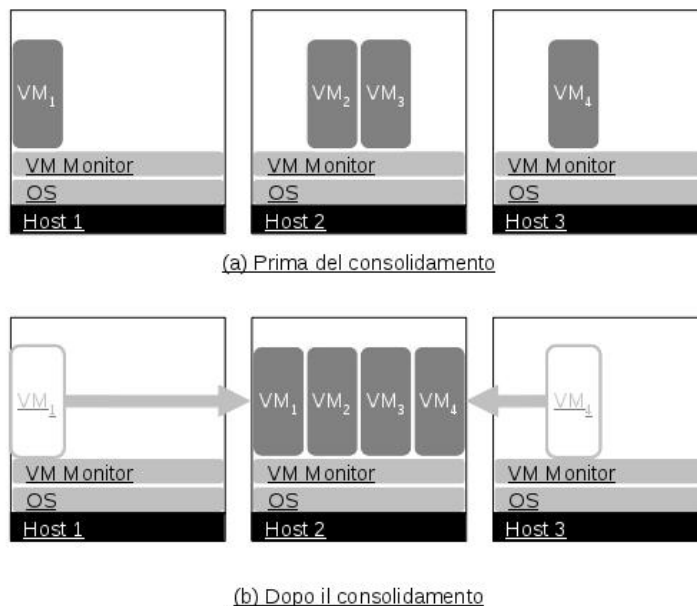 VM1 VM2 VM3 VM4
VM Monitor VM Monitor VM Monitor
OS OS OS
Host 1 Host 2 Host 3
(a) Prima del consolidamento
VM1 VM1 VM2 VM3 VM4 VM4
VM Monitor VM Monitor VM Monitor
OS OS OS
Host 1 Host 2 Host 3
(b) Dopo il consolidamento